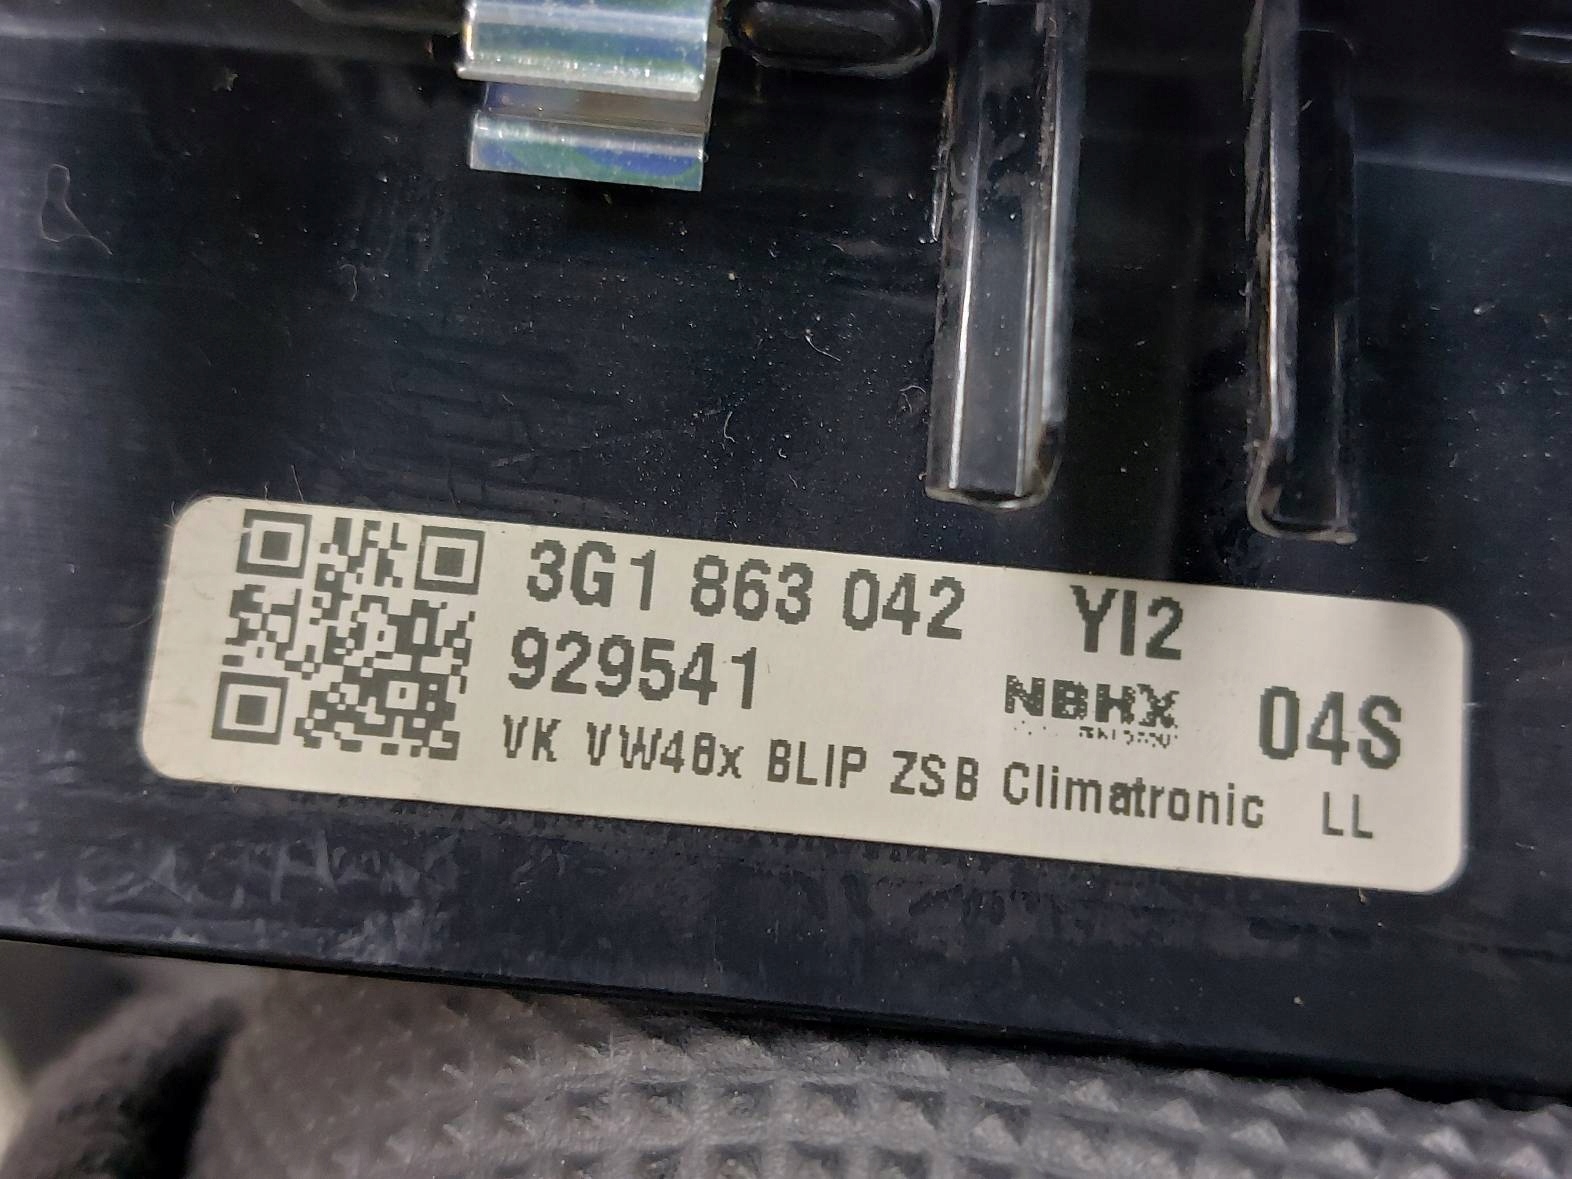 3G1 863 042 YI2
929541
NBHX 04S
VK VW48x BLIP ZSB Climatronic LL